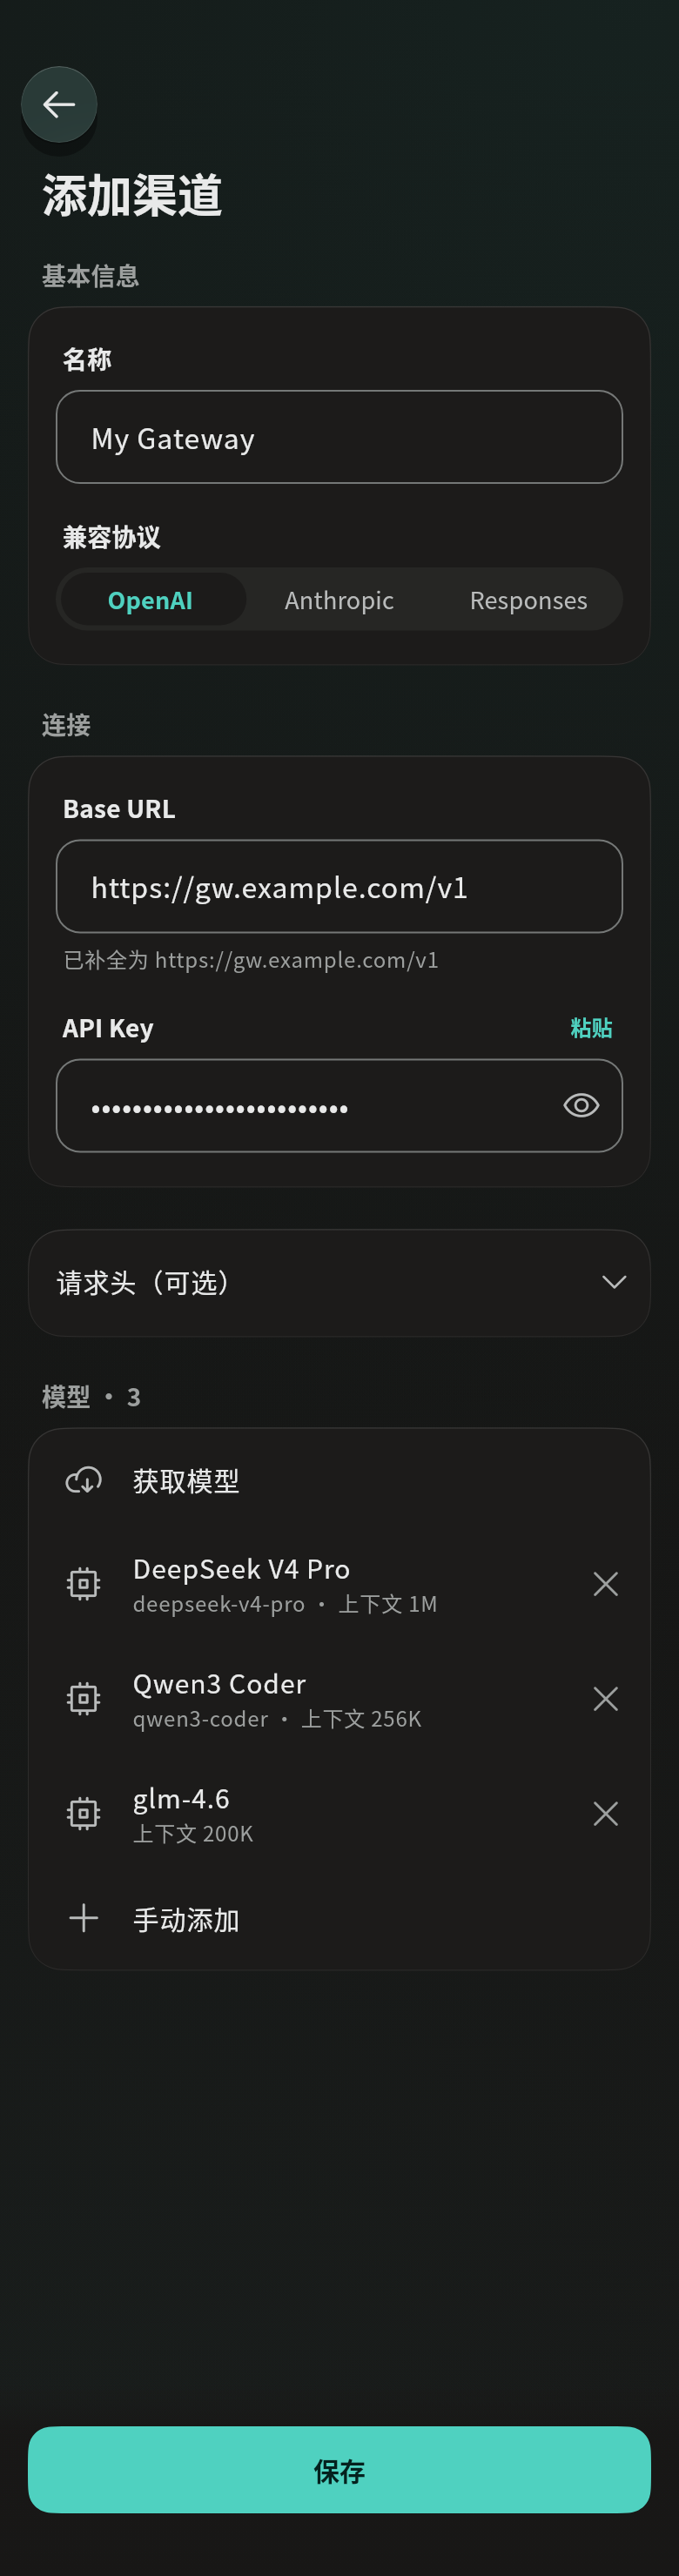 添加渠道
基本信息
名称
My Gateway
兼容协议
OpenAI Anthropic Responses
连接
Base URL
https://gw.example.com/v1
已补全为 https://gw.example.com/v1
API Key 粘贴
•••••••••••••••••••••••••
请求头（可选）
模型 · 3
获取模型
DeepSeek V4 Pro
deepseek-v4-pro · 上下文 1M
Qwen3 Coder
qwen3-coder · 上下文 256K
glm-4.6
上下文 200K
手动添加
保存